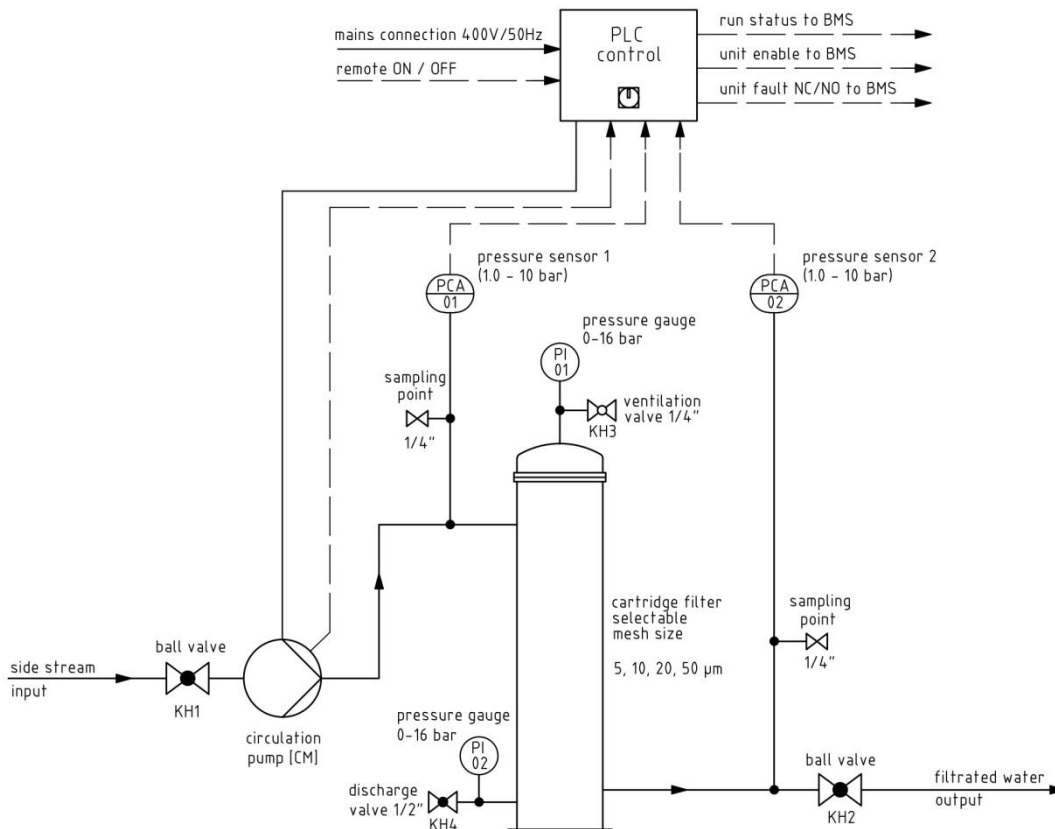 mains connection 400V/50Hz
remote ON / OFF
PLC
control
run status to BMS
unit enable to BMS
unit fault NC/NO to BMS
pressure sensor 1
(1.0 – 10 bar)
PCA
01
pressure sensor 2
(1.0 – 10 bar)
PCA
02
pressure gauge
0–16 bar
PI
01
sampling
point
1/4“
ventilation
valve 1/4“
KH3
cartridge filter
selectable
mesh size
5, 10, 20, 50 µm
sampling
point
1/4“
ball valve
side stream
input
KH1
circulation
pump [CM]
pressure gauge
0–16 bar
PI
02
discharge
valve 1/2“
KH4
ball valve
KH2
filtrated water
output